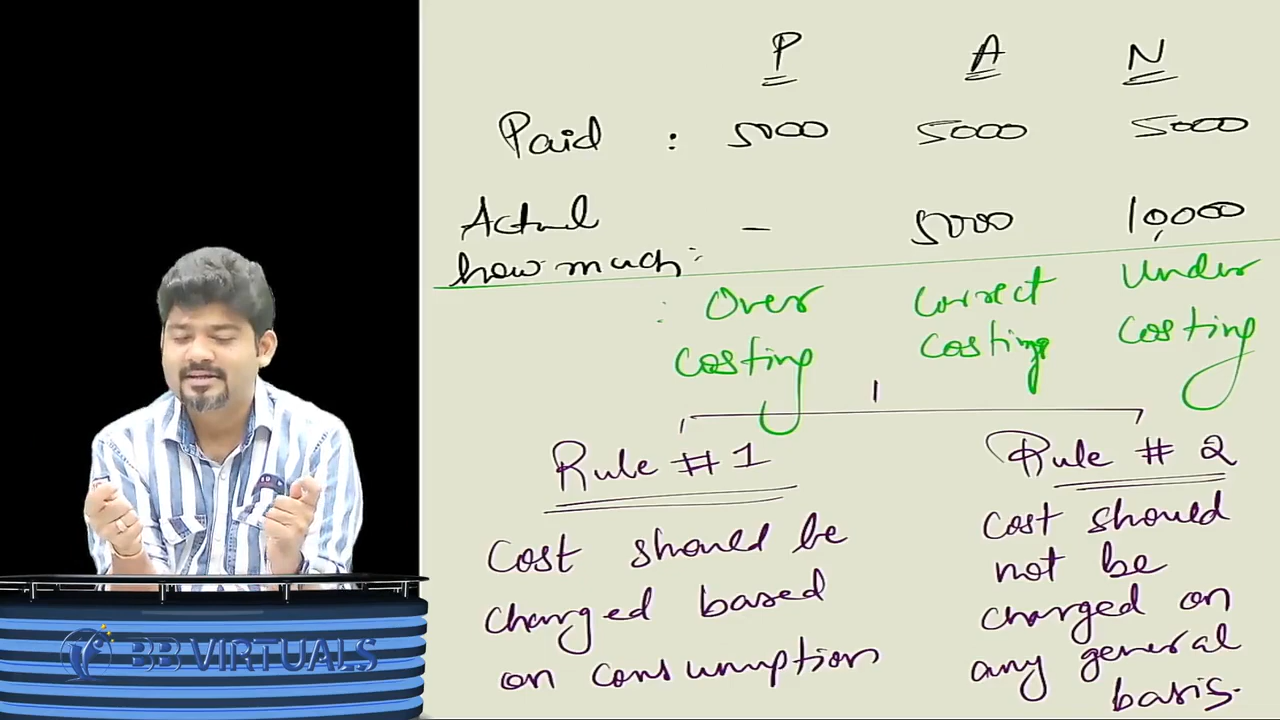 P A N
Paid : 5000 5000 5000
Actual
how much: - 5000 10,000
: Over Correct Under
costing costing costing
Rule #1 Rule # 2
Cost should be
charged based
on consumption
Cost should
not be
charged on
any general
basis.
BB VIRTUALS